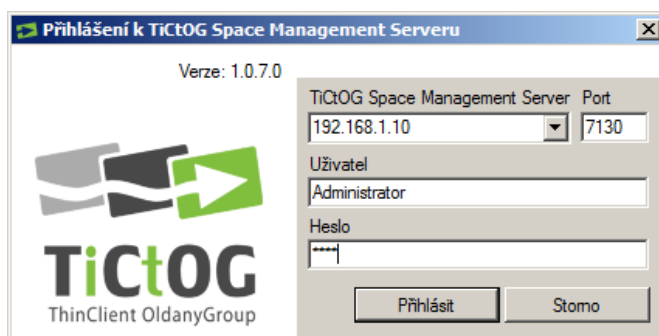 Přihlášení k TiCtOG Space Management Serveru
Verze: 1.0.7.0
TiCtOG Space Management Server Port
192.168.1.10 7130
Uživatel
Administrator
Heslo
****
TiCtOG
ThinClient OldanyGroup
Přihlásit Storno